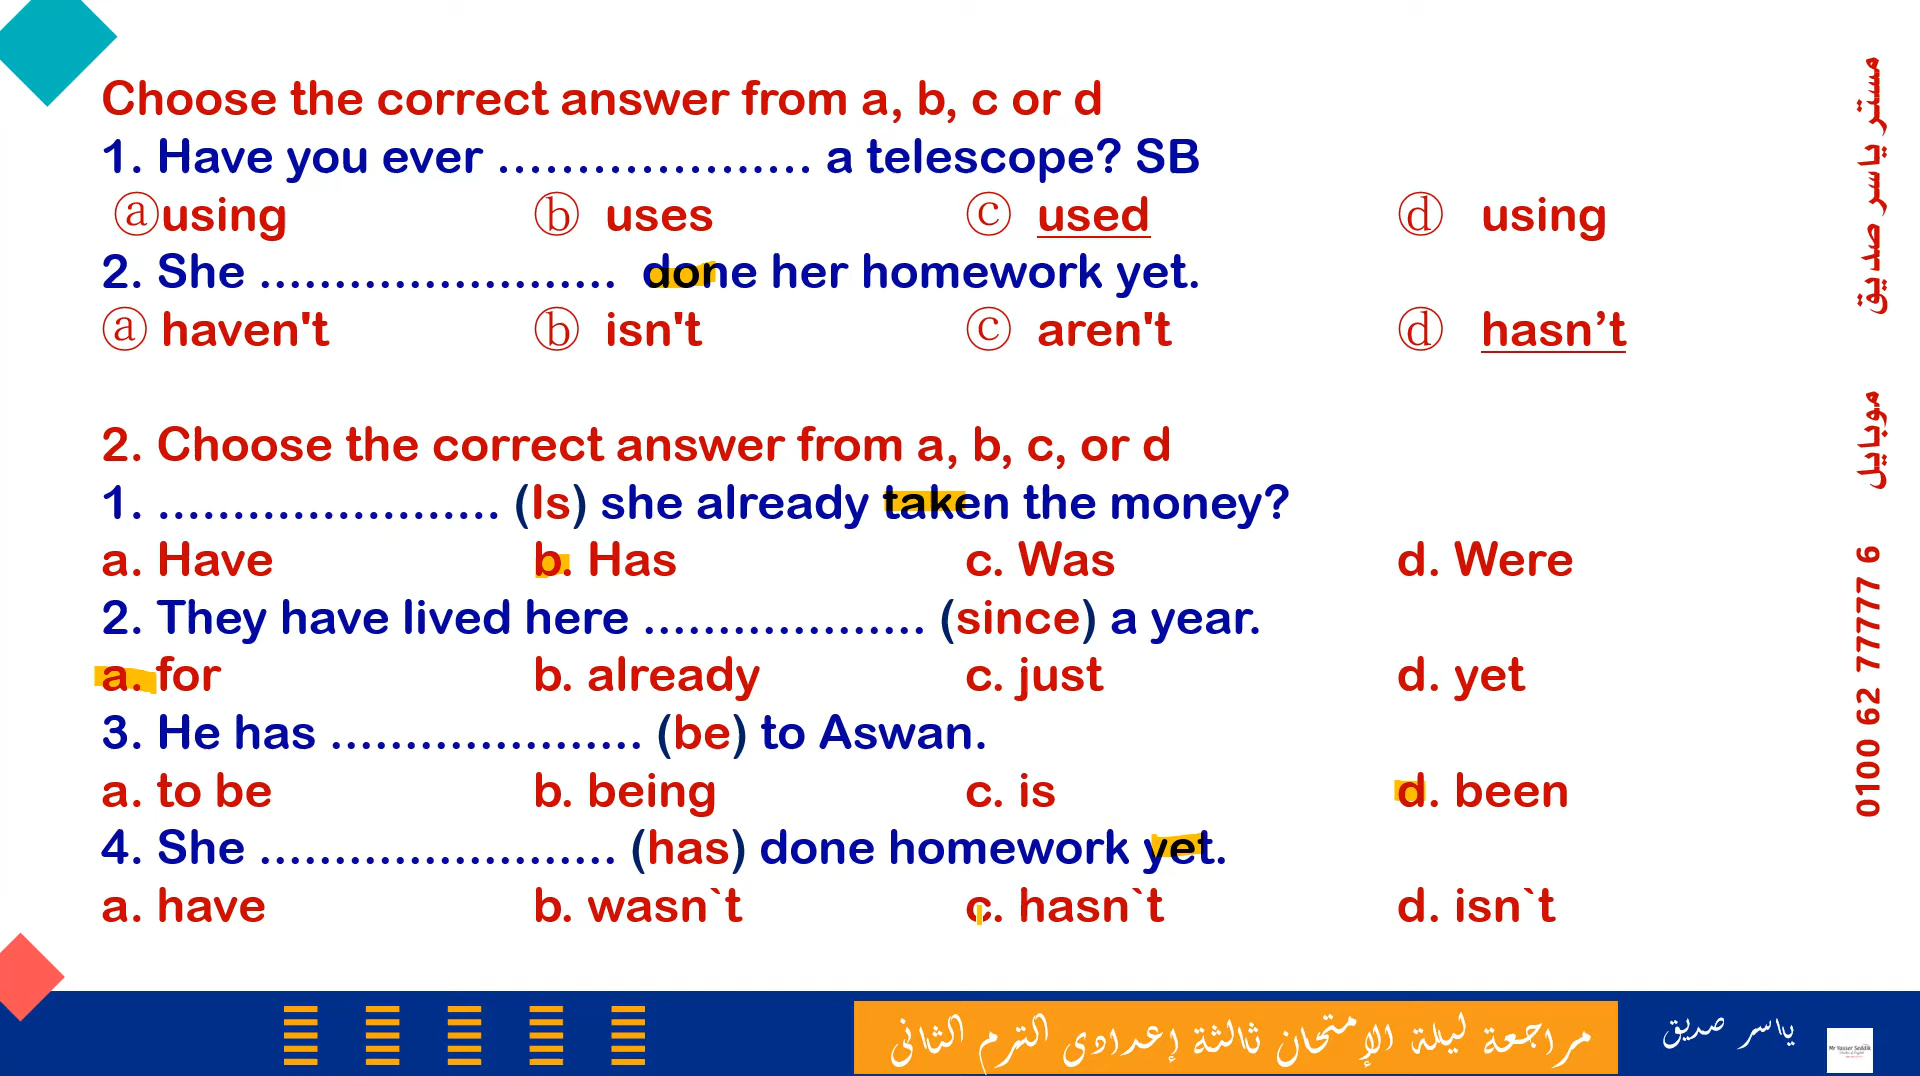 Choose the correct answer from a, b, c or d
1. Have you ever ..................... a telescope? SB
ⓐusing ⓑ uses ⓒ used ⓓ using
2. She ........................ done her homework yet.
ⓐ haven't ⓑ isn't ⓒ aren't ⓓ hasn’t
2. Choose the correct answer from a, b, c, or d
1. ....................... (Is) she already taken the money?
a. Have b. Has c. Was d. Were
2. They have lived here ................... (since) a year.
a. for b. already c. just d. yet
3. He has ..................... (be) to Aswan.
a. to be b. being c. is d. been
4. She ........................ (has) done homework yet.
a. have b. wasn`t c. hasn`t d. isn`t
مستر ياسر صديق موبايل 0100 62 77777 6
مراجعة ليلة الإمتحان ثالثة إعدادى الترم الثانى
ياسر صديق
Mr Yasser Seddik